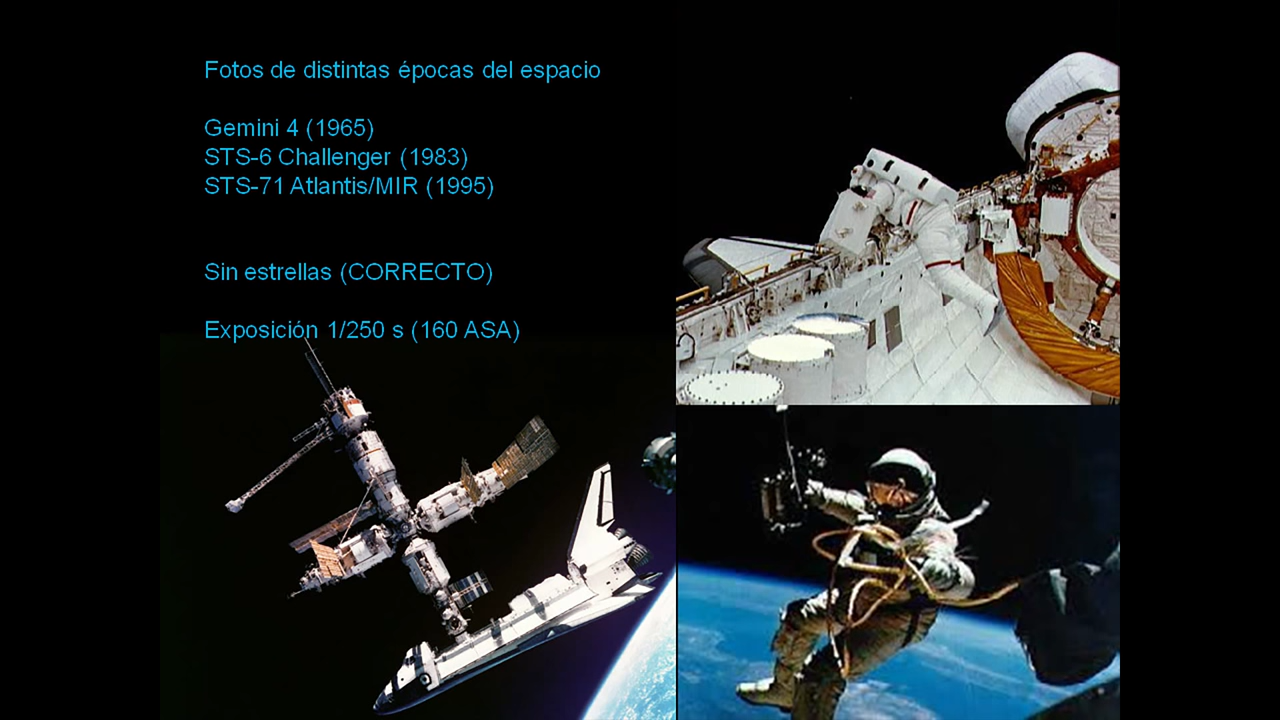 Fotos de distintas épocas del espacio
Gemini 4 (1965)
STS-6 Challenger (1983)
STS-71 Atlantis/MIR (1995)
Sin estrellas (CORRECTO)
Exposición 1/250 s (160 ASA)